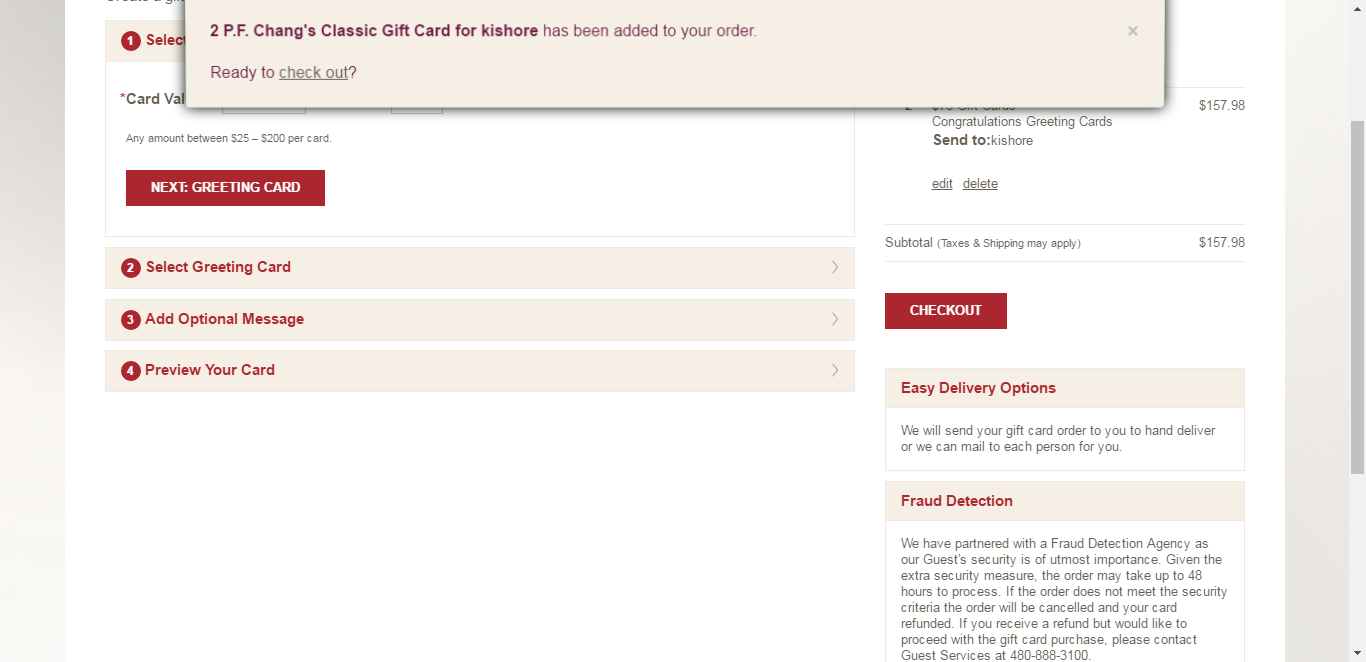 2 P.F. Chang's Classic Gift Card for kishore has been added to your order.
×
Ready to check out?
1 Select
*Card Val
Any amount between $25 – $200 per card.
NEXT: GREETING CARD
2 Select Greeting Card
3 Add Optional Message
4 Preview Your Card
2 $75 Gift Cards $157.98
Congratulations Greeting Cards
Send to:kishore
edit delete
Subtotal (Taxes & Shipping may apply) $157.98
CHECKOUT
Easy Delivery Options
We will send your gift card order to you to hand deliver
or we can mail to each person for you.
Fraud Detection
We have partnered with a Fraud Detection Agency as
our Guest's security is of utmost importance. Given the
extra security measure, the order may take up to 48
hours to process. If the order does not meet the security
criteria the order will be cancelled and your card
refunded. If you receive a refund but would like to
proceed with the gift card purchase, please contact
Guest Services at 480-888-3100.